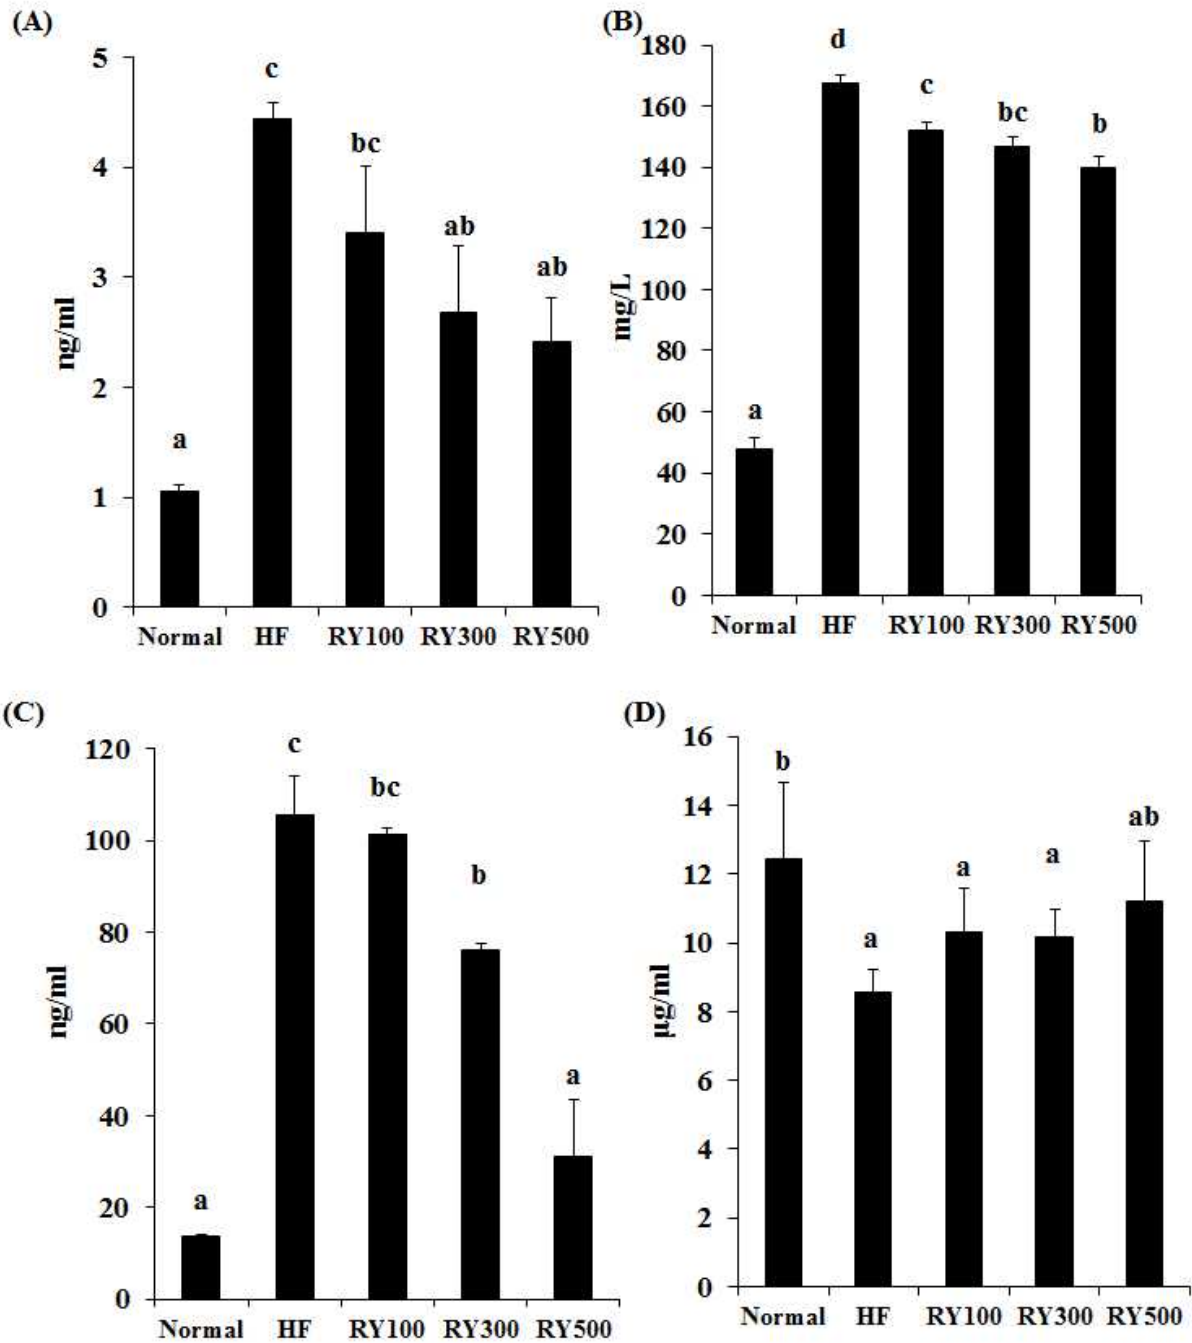 (A)
5
4
3
2
1
0
ng/ml
a
c
bc
ab
ab
Normal HF RY100 RY300 RY500
(B)
180
160
140
120
100
80
60
40
20
0
mg/L
a
d
c
bc
b
Normal HF RY100 RY300 RY500
(C)
120
100
80
60
40
20
0
ng/ml
a
c
bc
b
a
Normal HF RY100 RY300 RY500
(D)
16
14
12
10
8
6
4
2
0
µg/ml
b
a
a
a
ab
Normal HF RY100 RY300 RY500